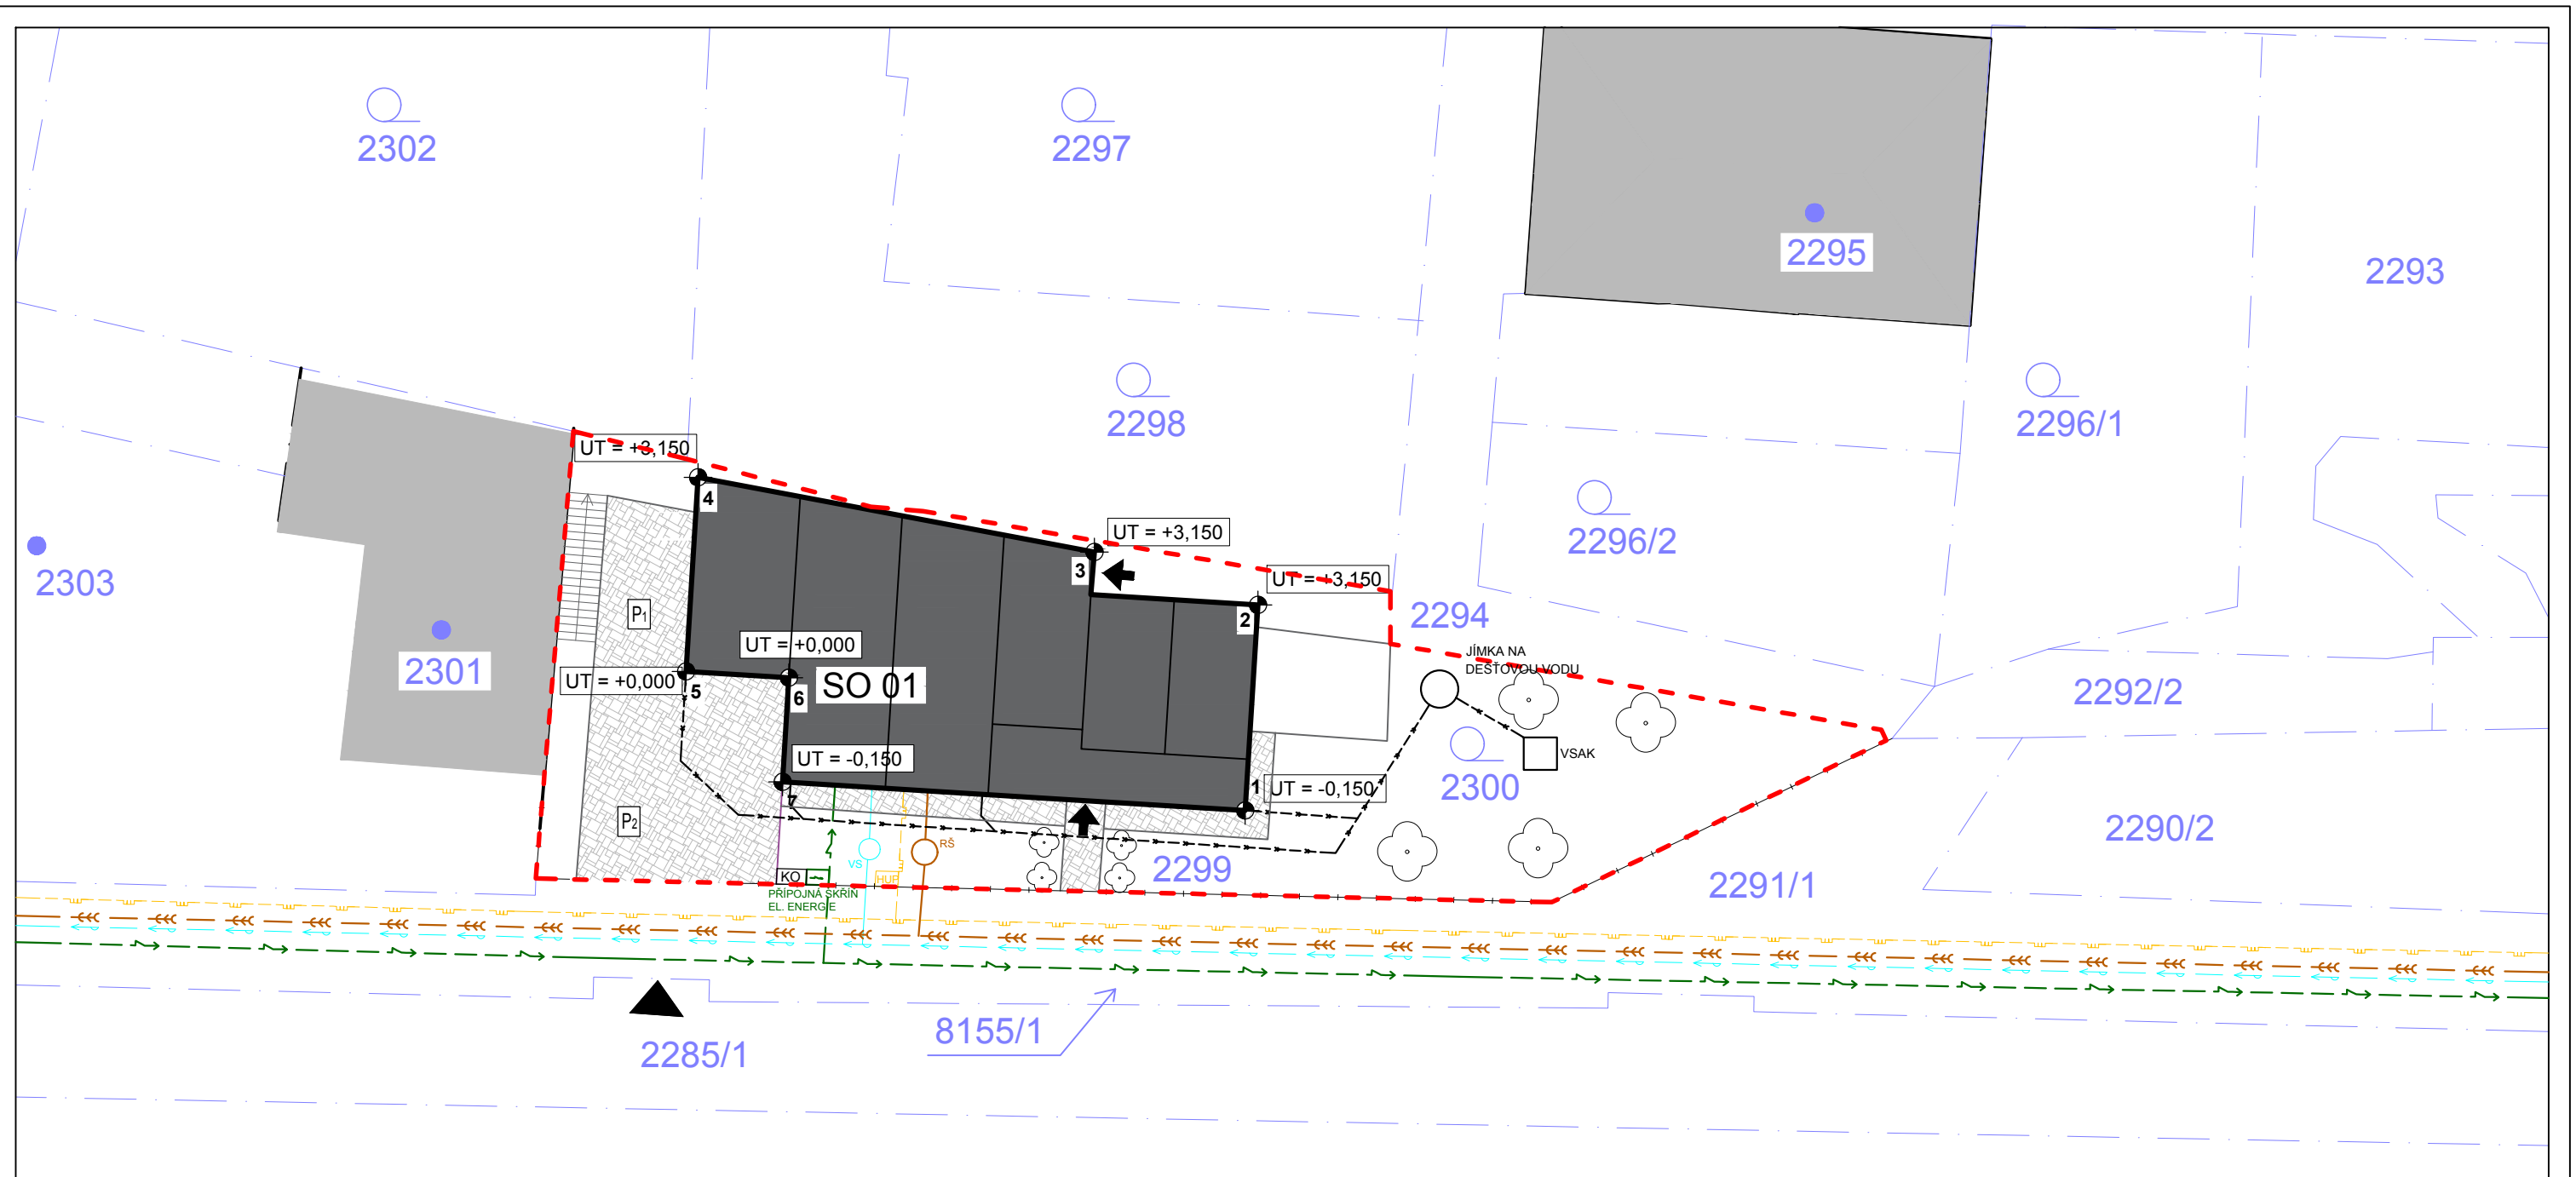 2302
2297
2295
2293
2298
2296/1
UT = +3,150
4
UT = +3,150
2296/2
3
2303
UT = +3,150
P1
2294
2
UT = +0,000
JÍMKA NA
DEŠŤOVOU VODU
2301
UT = +0,000
5
6
SO 01
2292/2
UT = -0,150
VSAK
7
1
UT = -0,150
2300
P2
2290/2
VS
RŠ
2299
KO
HUP
2291/1
PŘÍPOJNÁ SKŘÍN
EL. ENERGIE
8155/1
2285/1